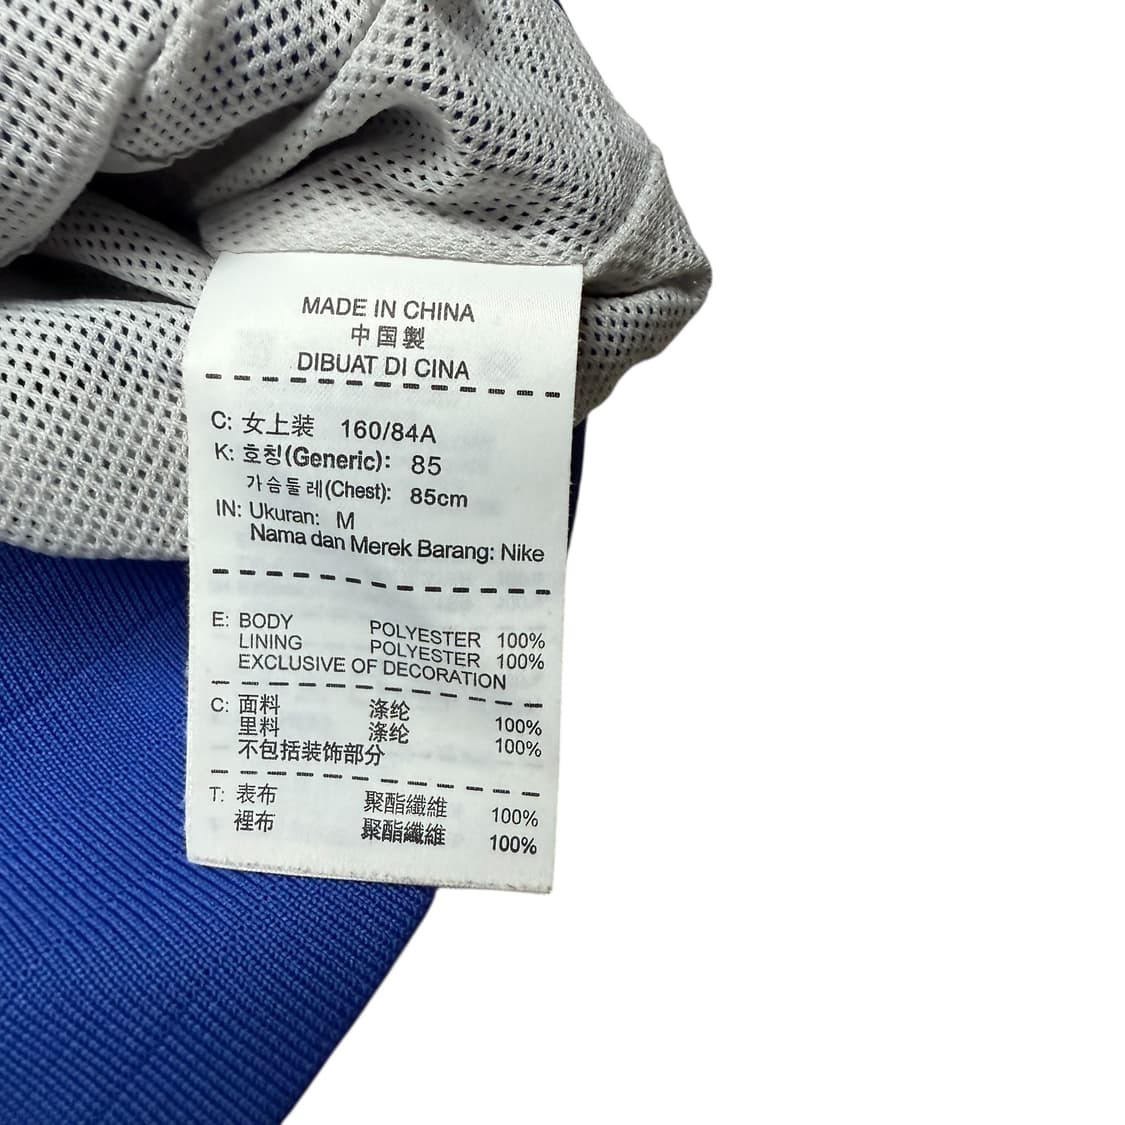 MADE IN CHINA
中国製
DIBUAT DI CINA
C: 女上装 160/84A
K: 호칭(Generic): 85
가슴둘레(Chest): 85cm
IN: Ukuran: M
Nama dan Merek Barang: Nike
E: BODY POLYESTER 100%
LINING POLYESTER 100%
EXCLUSIVE OF DECORATION
C: 面料 涤纶 100%
里料 涤纶 100%
不包括装饰部分
T: 表布 聚酯纖維 100%
裡布 聚酯纖維 100%